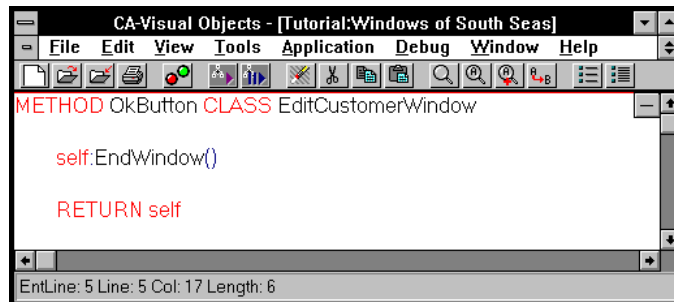 CA-Visual Objects - [Tutorial:Windows of South Seas]
File Edit View Tools Application Debug Window Help
METHOD OkButton CLASS EditCustomerWindow
self:EndWindow()
RETURN self
EntLine: 5 Line: 5 Col: 17 Length: 6